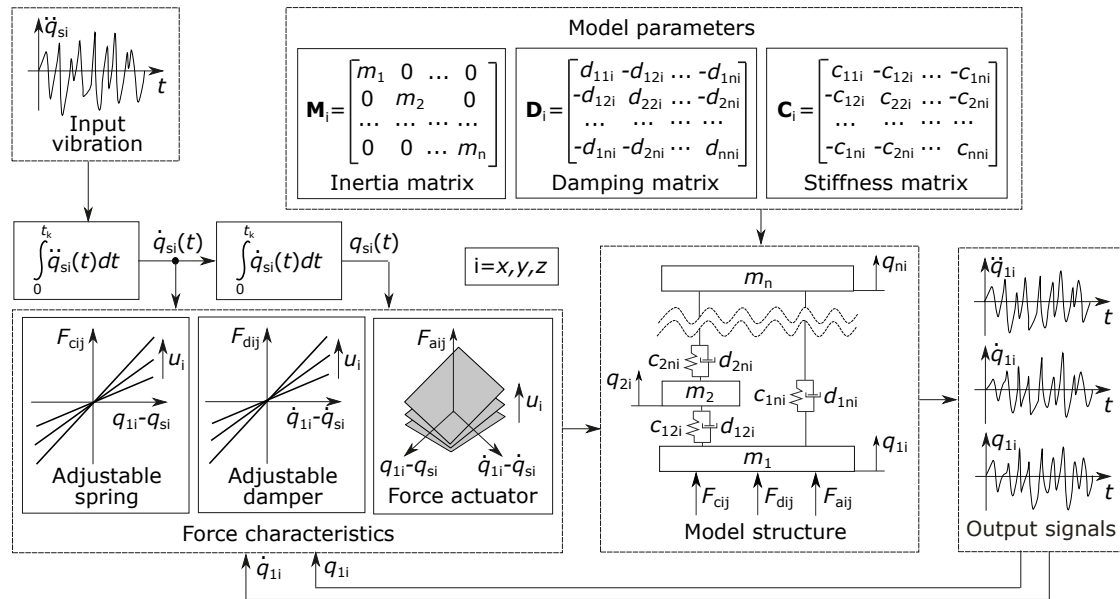 q̈si
t
Input
vibration
Model parameters
Mi= [m1 0 ... 0
0 m2 0
... ... ... ...
0 0 ... mn]
Inertia matrix
Di= [d11i -d12i ... -d1ni
-d12i d22i ... -d2ni
... ... ... ...
-d1ni -d2ni ... dnni]
Damping matrix
Ci= [c11i -c12i ... -c1ni
-c12i c22i ... -c2ni
... ... ... ...
-c1ni -c2ni ... cnni]
Stiffness matrix
tk
∫q̈si(t)dt
0
q̇si(t)
tk
∫q̇si(t)dt
0
qsi(t)
i=x,y,z
Fcij
ui
q1i-qsi
Adjustable
spring
Fdij
ui
q̇1i-q̇si
Adjustable
damper
Faij
ui
q1i-qsi
q̇1i-q̇si
Force actuator
Force characteristics
qni
mn
c2ni
d2ni
q2i
m2
c1ni
d1ni
c12i
d12i
q1i
m1
Fcij
Fdij
Faij
Model structure
q̈1i
t
q̇1i
t
q1i
t
Output signals
q̇1i
q1i